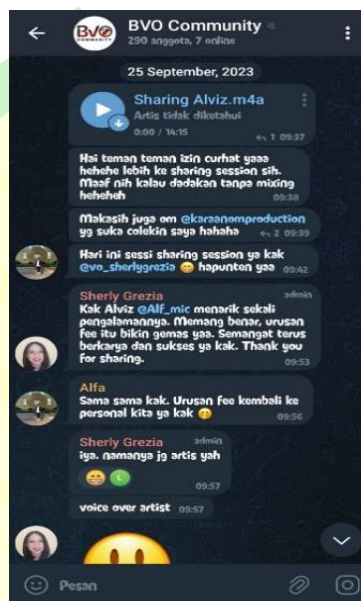 BVO
COMMUNITY
BVO Community
290 anggota, 7 online
25 September, 2023
Sharing Alviz.m4a
Artis tidak diketahui
0:00 / 14:15
1 09:37
Hai teman teman izin curhat yaaa
hehehe lebih ke sharing session sih.
Maaf nih kalau dadakan tanpa mixing
heheheh
09:38
Makasih juga om @karaanomproduction
yg suka colekin saya hahaha
2 09:39
Hari ini sessi sharing session ya kak
@vo_sherlygrezia 😊 hapunten yaa
09:42
Sherly Grezia admin
Kak Alviz @Alf_mic menarik sekali
pengalamannya. Memang benar, urusan
fee itu bikin gemas yaa. Semangat terus
berkarya dan sukses ya kak. Thank you
for sharing.
09:53
Alfa
Sama sama kak. Urusan fee kembali ke
personal kita ya kak 😊
09:56
Sherly Grezia admin
iya. namanya jg artis yah
😁 L
09:57
voice over artist 09:57
Pesan